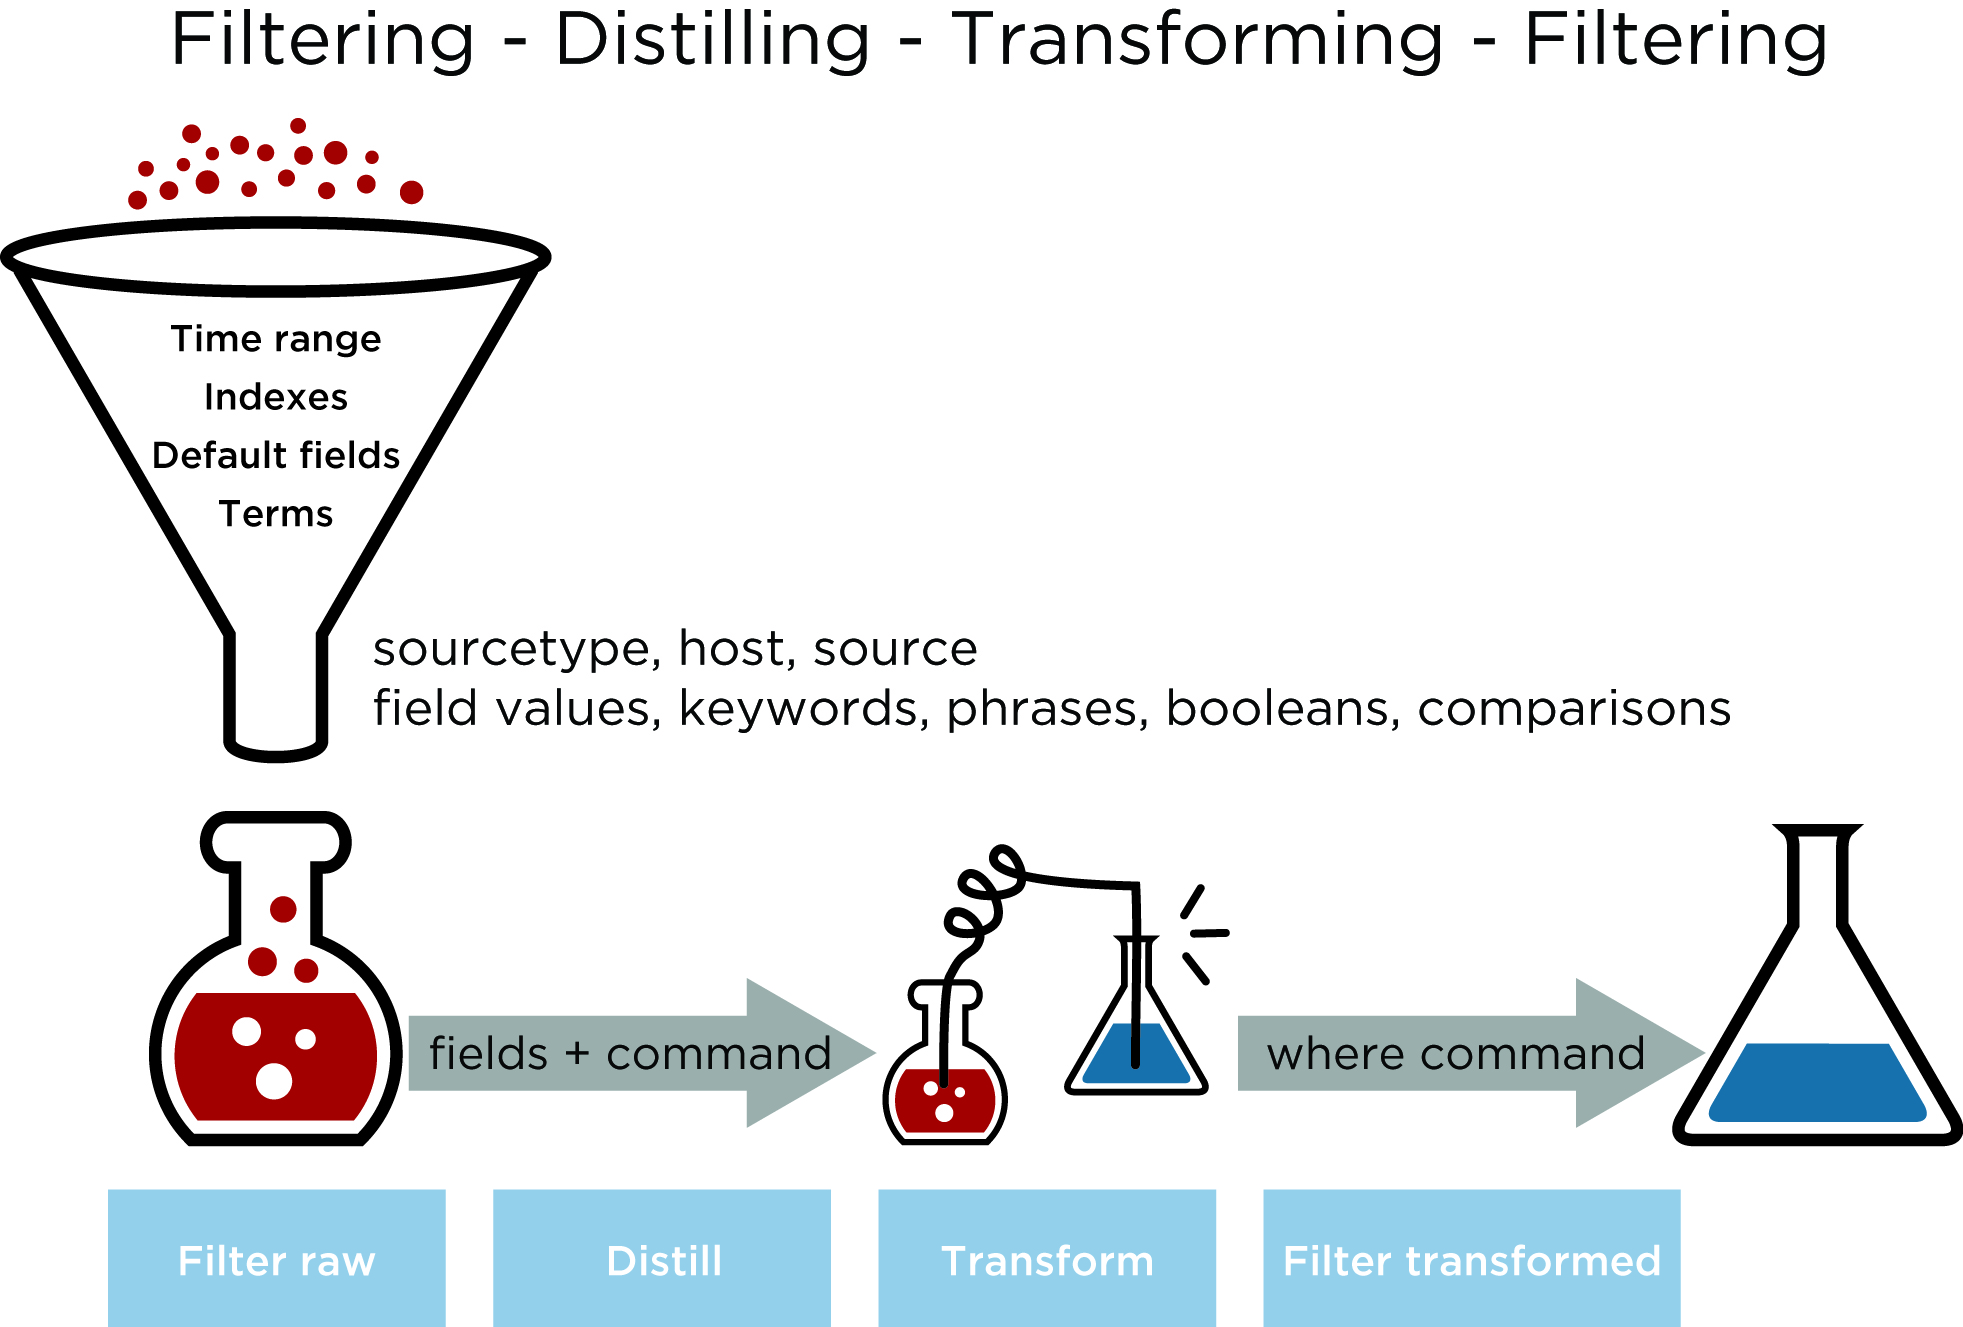 Filtering - Distilling - Transforming - Filtering
Time range
Indexes
Default fields
Terms
sourcetype, host, source
field values, keywords, phrases, booleans, comparisons
fields + command
where command
Filter raw
Distill
Transform
Filter transformed